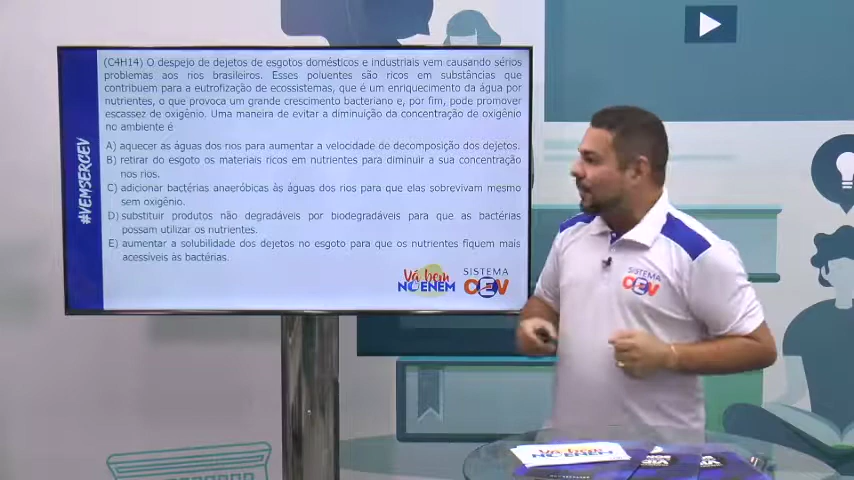 (C4H14) O despejo de dejetos de esgotos domésticos e industriais vem causando sérios
problemas aos rios brasileiros. Esses poluentes são ricos em substâncias que
contribuem para a eutrofização de ecossistemas, que é um enriquecimento da água por
nutrientes, o que provoca um grande crescimento bacteriano e, por fim, pode promover
escassez de oxigênio. Uma maneira de evitar a diminuição da concentração de oxigênio
no ambiente é
A) aquecer as águas dos rios para aumentar a velocidade de decomposição dos dejetos.
B) retirar do esgoto os materiais ricos em nutrientes para diminuir a sua concentração
nos rios.
C) adicionar bactérias anaeróbicas às águas dos rios para que elas sobrevivam mesmo
sem oxigênio.
D) substituir produtos não degradáveis por biodegradáveis para que as bactérias
possam utilizar os nutrientes.
E) aumentar a solubilidade dos dejetos no esgoto para que os nutrientes fiquem mais
acessíveis às bactérias.
#VEMSERCEV
Vá bem
NO ENEM
SISTEMA
CEV
SISTEMA
CEV
Vá bem
NO ENEM